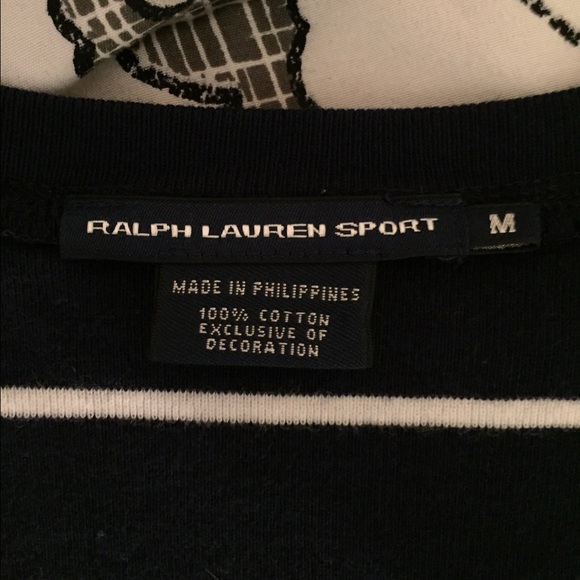 RALPH LAUREN SPORT M
MADE IN PHILIPPINES
100% COTTON
EXCLUSIVE OF
DECORATION